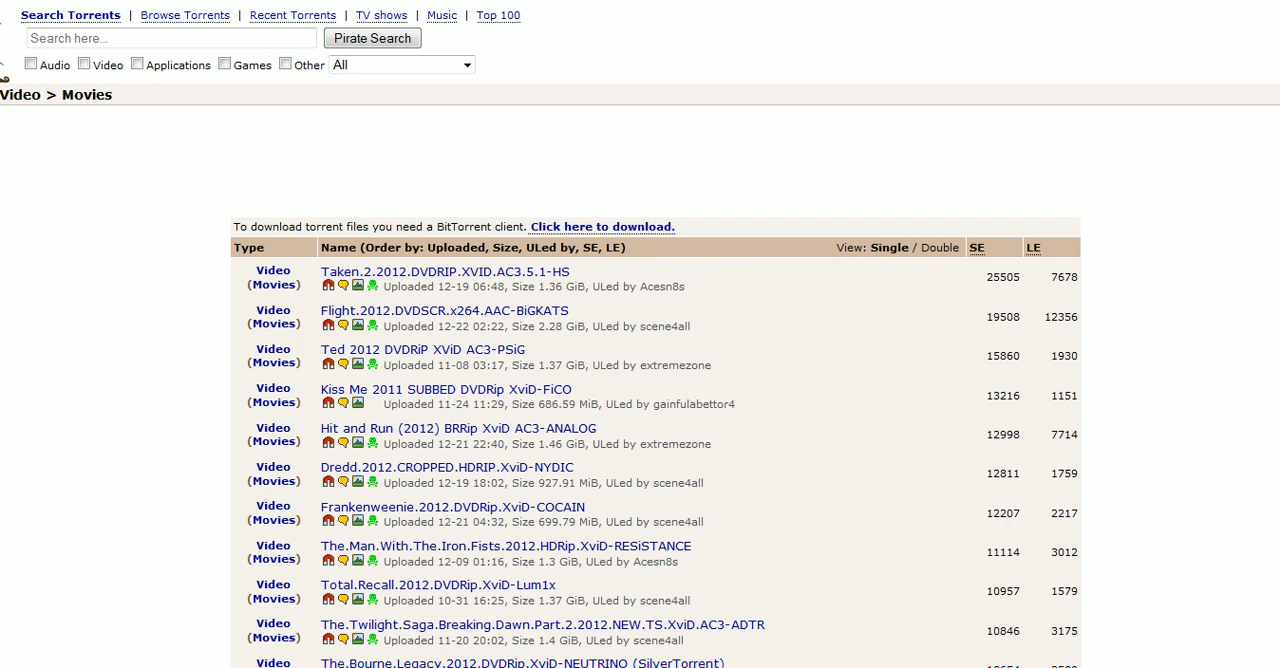 Search Torrents | Browse Torrents | Recent Torrents | TV shows | Music | Top 100
Search here... Pirate Search
Audio Video Applications Games Other All
Video > Movies
To download torrent files you need a BitTorrent client. Click here to download.
Type Name (Order by: Uploaded, Size, ULed by, SE, LE) View: Single / Double SE LE
Video Taken.2.2012.DVDRIP.XVID.AC3.5.1-HS 25505 7678
(Movies) Uploaded 12-19 06:48, Size 1.36 GiB, ULed by Acesn8s
Video Flight.2012.DVDSCR.x264.AAC-BiGKATS 19508 12356
(Movies) Uploaded 12-22 02:22, Size 2.28 GiB, ULed by scene4all
Video Ted 2012 DVDRiP XViD AC3-PSiG 15860 1930
(Movies) Uploaded 11-08 03:17, Size 1.37 GiB, ULed by extremezone
Video Kiss Me 2011 SUBBED DVDRip XviD-FiCO 13216 1151
(Movies) Uploaded 11-24 11:29, Size 686.59 MiB, ULed by gainfulabettor4
Video Hit and Run (2012) BRRip XviD AC3-ANALOG 12998 7714
(Movies) Uploaded 12-21 22:40, Size 1.46 GiB, ULed by extremezone
Video Dredd.2012.CROPPED.HDRIP.XviD-NYDIC 12811 1759
(Movies) Uploaded 12-19 18:02, Size 927.91 MiB, ULed by scene4all
Video Frankenweenie.2012.DVDRip.XviD-COCAIN 12207 2217
(Movies) Uploaded 12-21 04:32, Size 699.79 MiB, ULed by scene4all
Video The.Man.With.The.Iron.Fists.2012.HDRip.XviD-RESiSTANCE 11114 3012
(Movies) Uploaded 12-09 01:16, Size 1.3 GiB, ULed by Acesn8s
Video Total.Recall.2012.DVDRip.XviD-Lum1x 10957 1579
(Movies) Uploaded 10-31 16:25, Size 1.37 GiB, ULed by scene4all
Video The.Twilight.Saga.Breaking.Dawn.Part.2.2012.NEW.TS.XviD.AC3-ADTR 10846 3175
(Movies) Uploaded 11-20 20:02, Size 1.4 GiB, ULed by scene4all
Video The.Bourne.Legacy.2012.DVDRip.XviD-NEUTRINO (SilverTorrent)